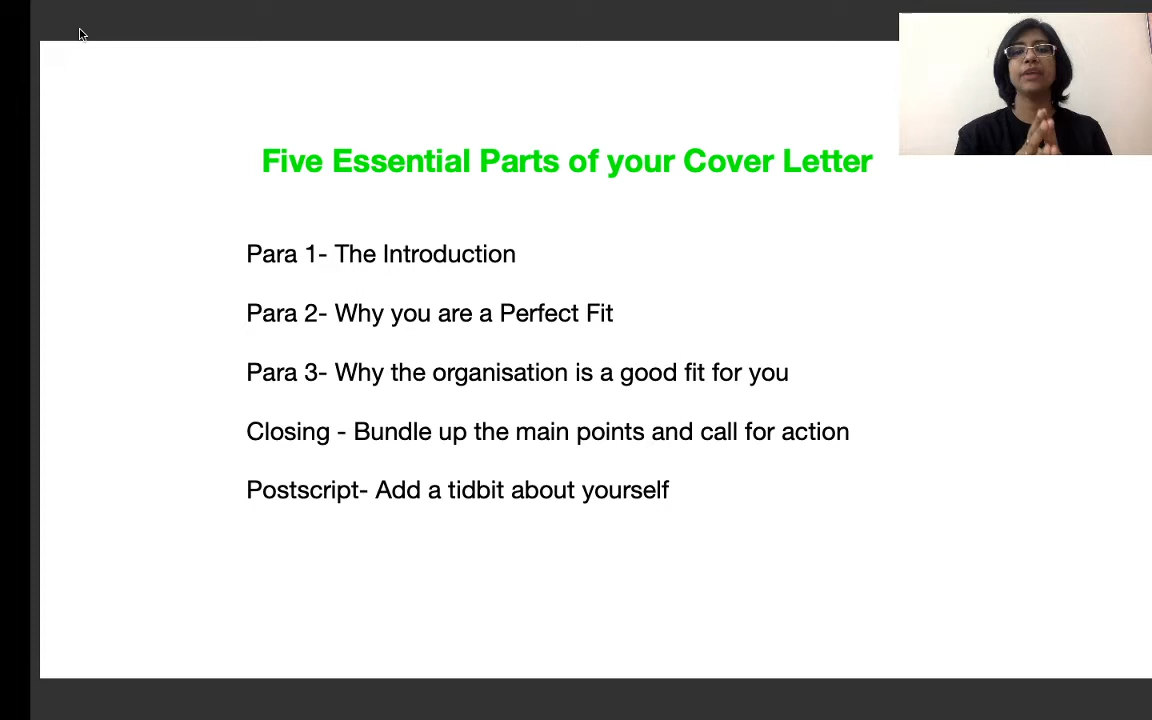 Five Essential Parts of your Cover Letter
Para 1- The Introduction
Para 2- Why you are a Perfect Fit
Para 3- Why the organisation is a good fit for you
Closing - Bundle up the main points and call for action
Postscript- Add a tidbit about yourself